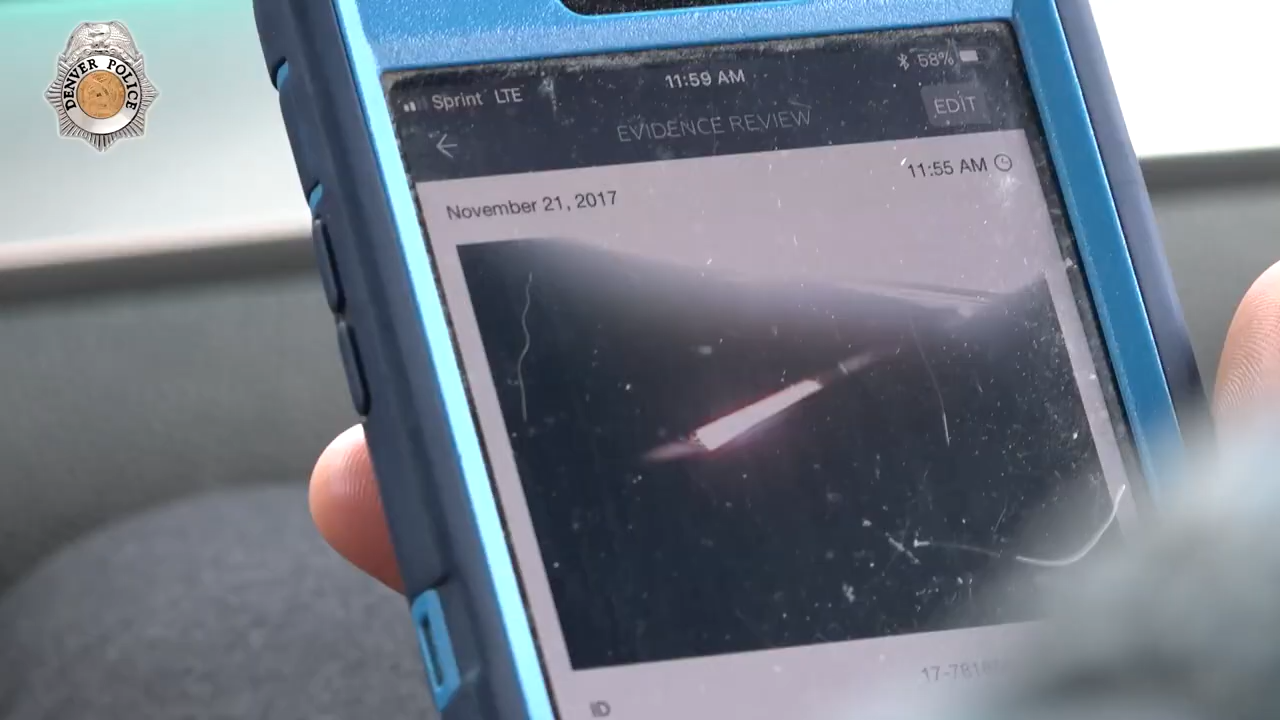 DENVER POLICE
Sprint LTE
11:59 AM
58%
EVIDENCE REVIEW
EDIT
November 21, 2017
11:55 AM
ID